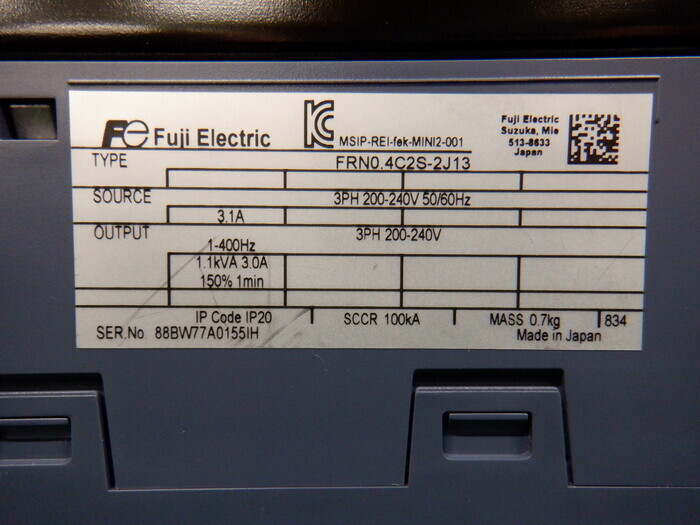 Fe Fuji Electric
KC
MSIP-REI-fek-MINI2-001
Fuji Electric
Suzuka, Mie
513-8633
Japan
TYPE FRN0.4C2S-2J13
SOURCE 3PH 200-240V 50/60Hz
3.1A
OUTPUT 3PH 200-240V
1-400Hz
1.1kVA 3.0A
150% 1min
IP Code IP20 SCCR 100kA MASS 0.7kg 834
SER.No 88BW77A0155IH Made in Japan